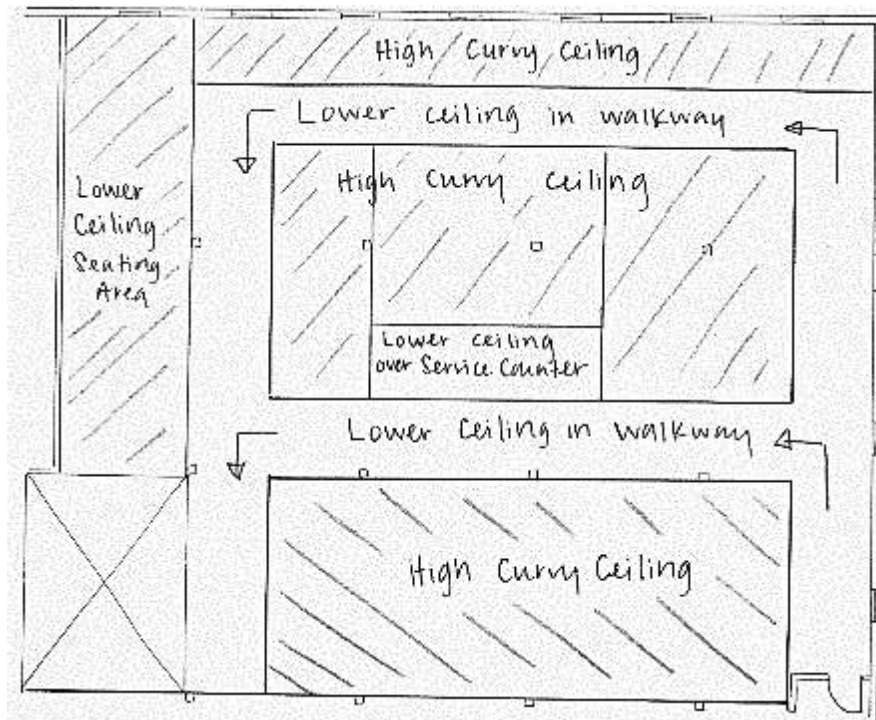 High Curvy Ceiling
Lower ceiling in walkway
High Curvy Ceiling
Lower
Ceiling
Seating
Area
Lower ceiling
over Service Counter
Lower Ceiling in walkway
High Curvy Ceiling